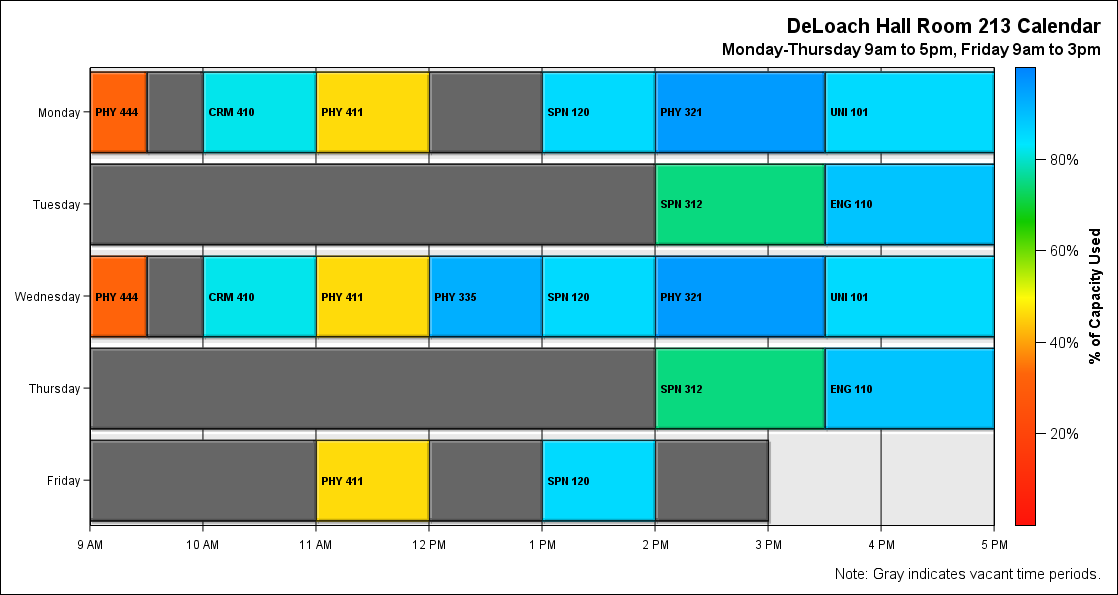 DeLoach Hall Room 213 Calendar
Monday-Thursday 9am to 5pm, Friday 9am to 3pm
Monday
PHY 444
CRM 410
PHY 411
SPN 120
PHY 321
UNI 101
Tuesday
SPN 312
ENG 110
Wednesday
PHY 444
CRM 410
PHY 411
PHY 335
SPN 120
PHY 321
UNI 101
Thursday
SPN 312
ENG 110
Friday
PHY 411
SPN 120
9 AM
10 AM
11 AM
12 PM
1 PM
2 PM
3 PM
4 PM
5 PM
80%
60%
40%
20%
% of Capacity Used
Note: Gray indicates vacant time periods.